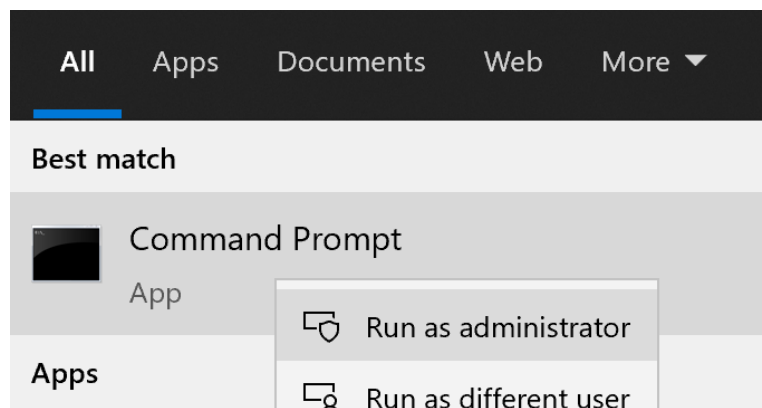 All Apps Documents Web More
Best match
Command Prompt
App
Run as administrator
Apps
Run as different user